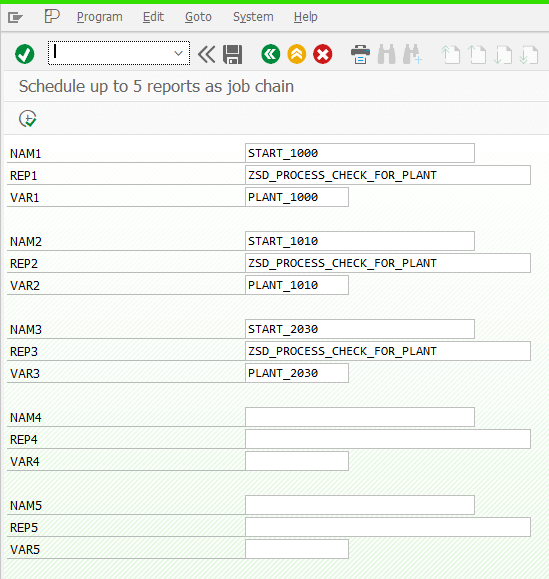 Program Edit Goto System Help
Schedule up to 5 reports as job chain
NAM1 START_1000
REP1 ZSD_PROCESS_CHECK_FOR_PLANT
VAR1 PLANT_1000
NAM2 START_1010
REP2 ZSD_PROCESS_CHECK_FOR_PLANT
VAR2 PLANT_1010
NAM3 START_2030
REP3 ZSD_PROCESS_CHECK_FOR_PLANT
VAR3 PLANT_2030
NAM4
REP4
VAR4
NAM5
REP5
VAR5